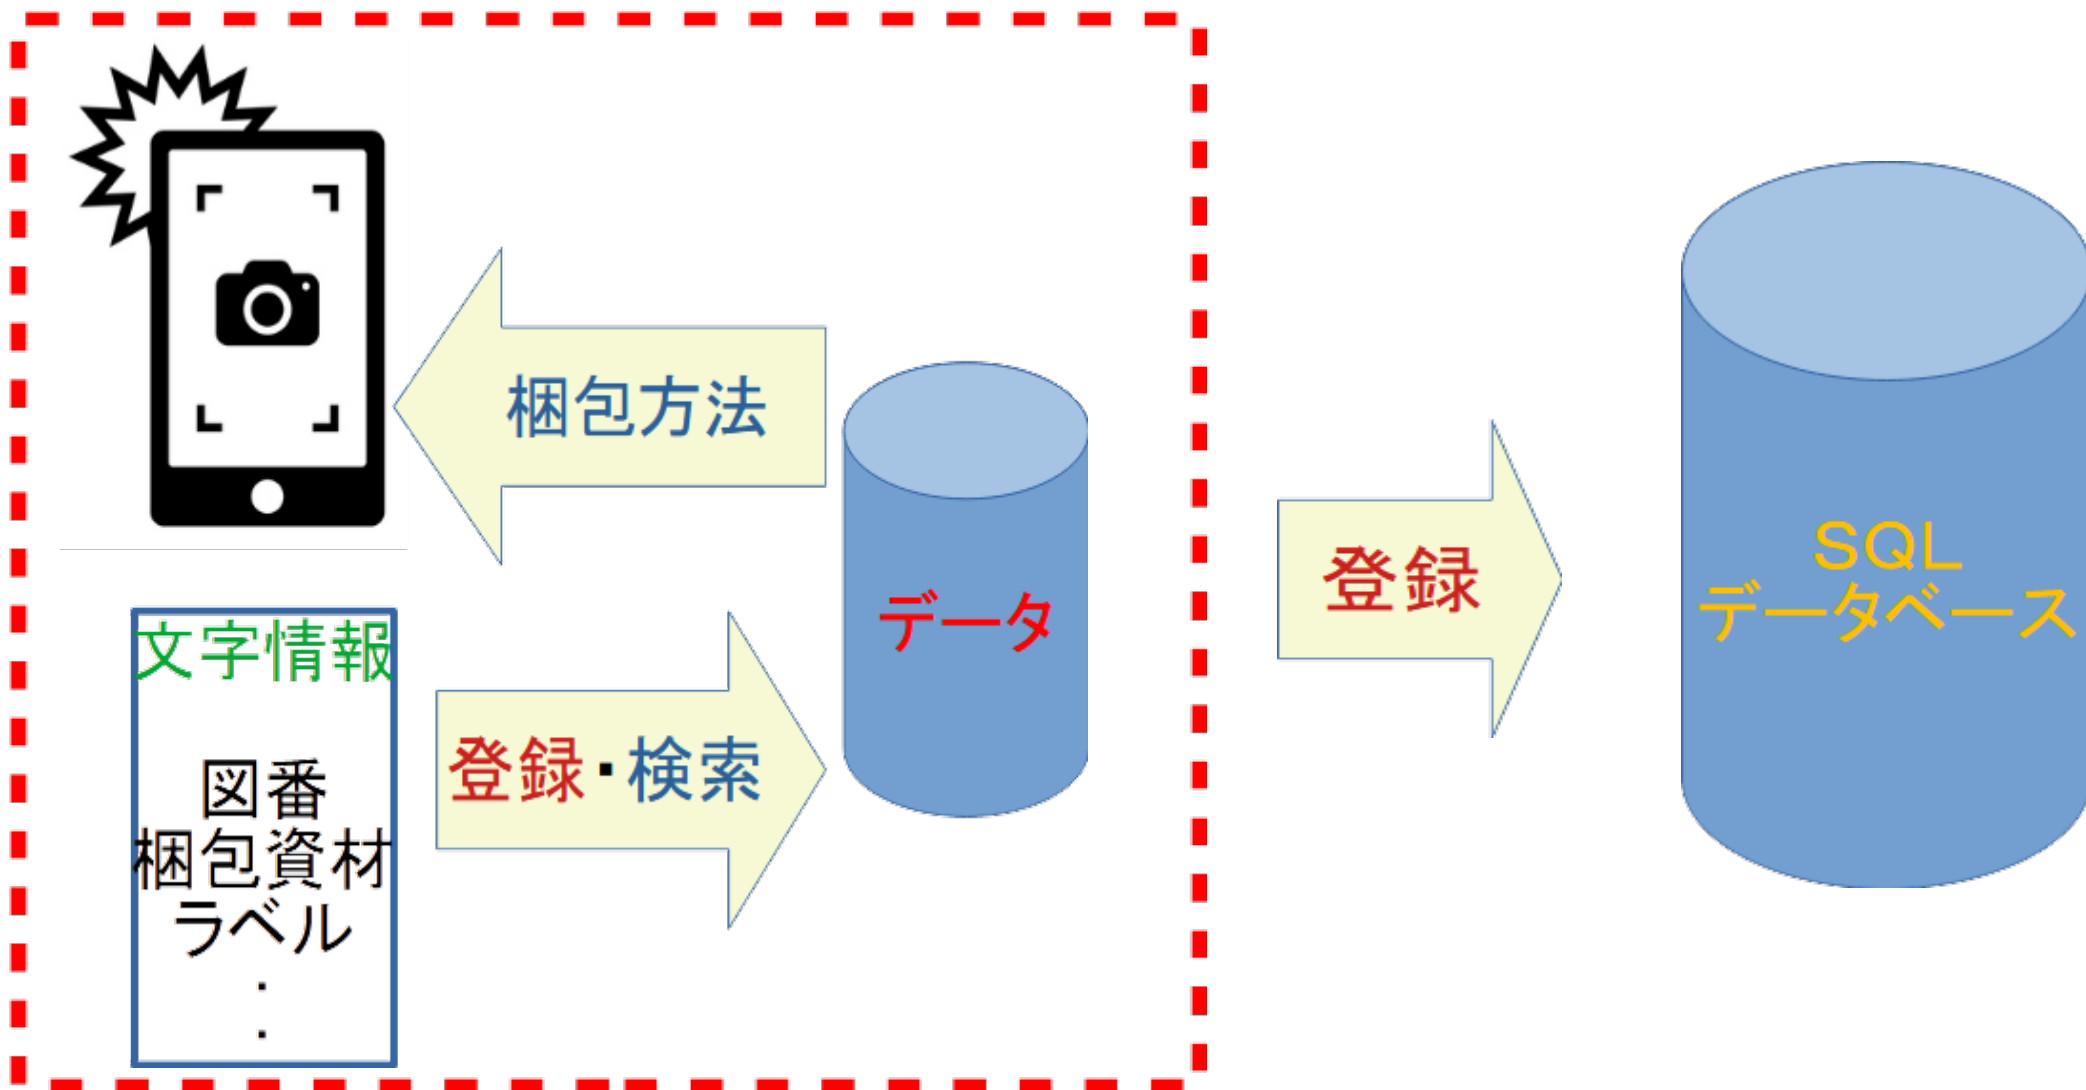 梱包方法
文字情報
図番
梱包資材
ラベル
・
・
登録・検索
データ
登録
SQL
データベース